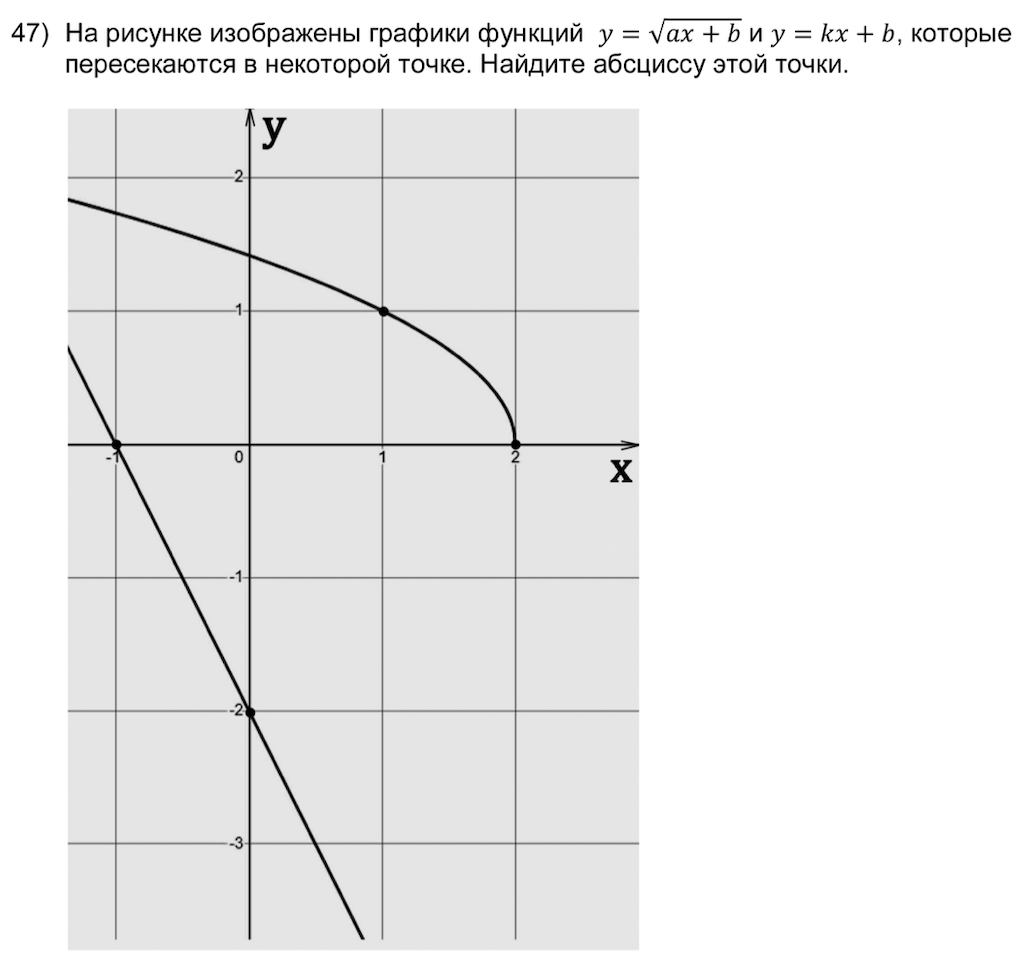 47) На рисунке изображены графики функций y = √(ax + b) и y = kx + b, которые
пересекаются в некоторой точке. Найдите абсциссу этой точки.
y
2
1
-1 0 1 2
x
-1
-2
-3